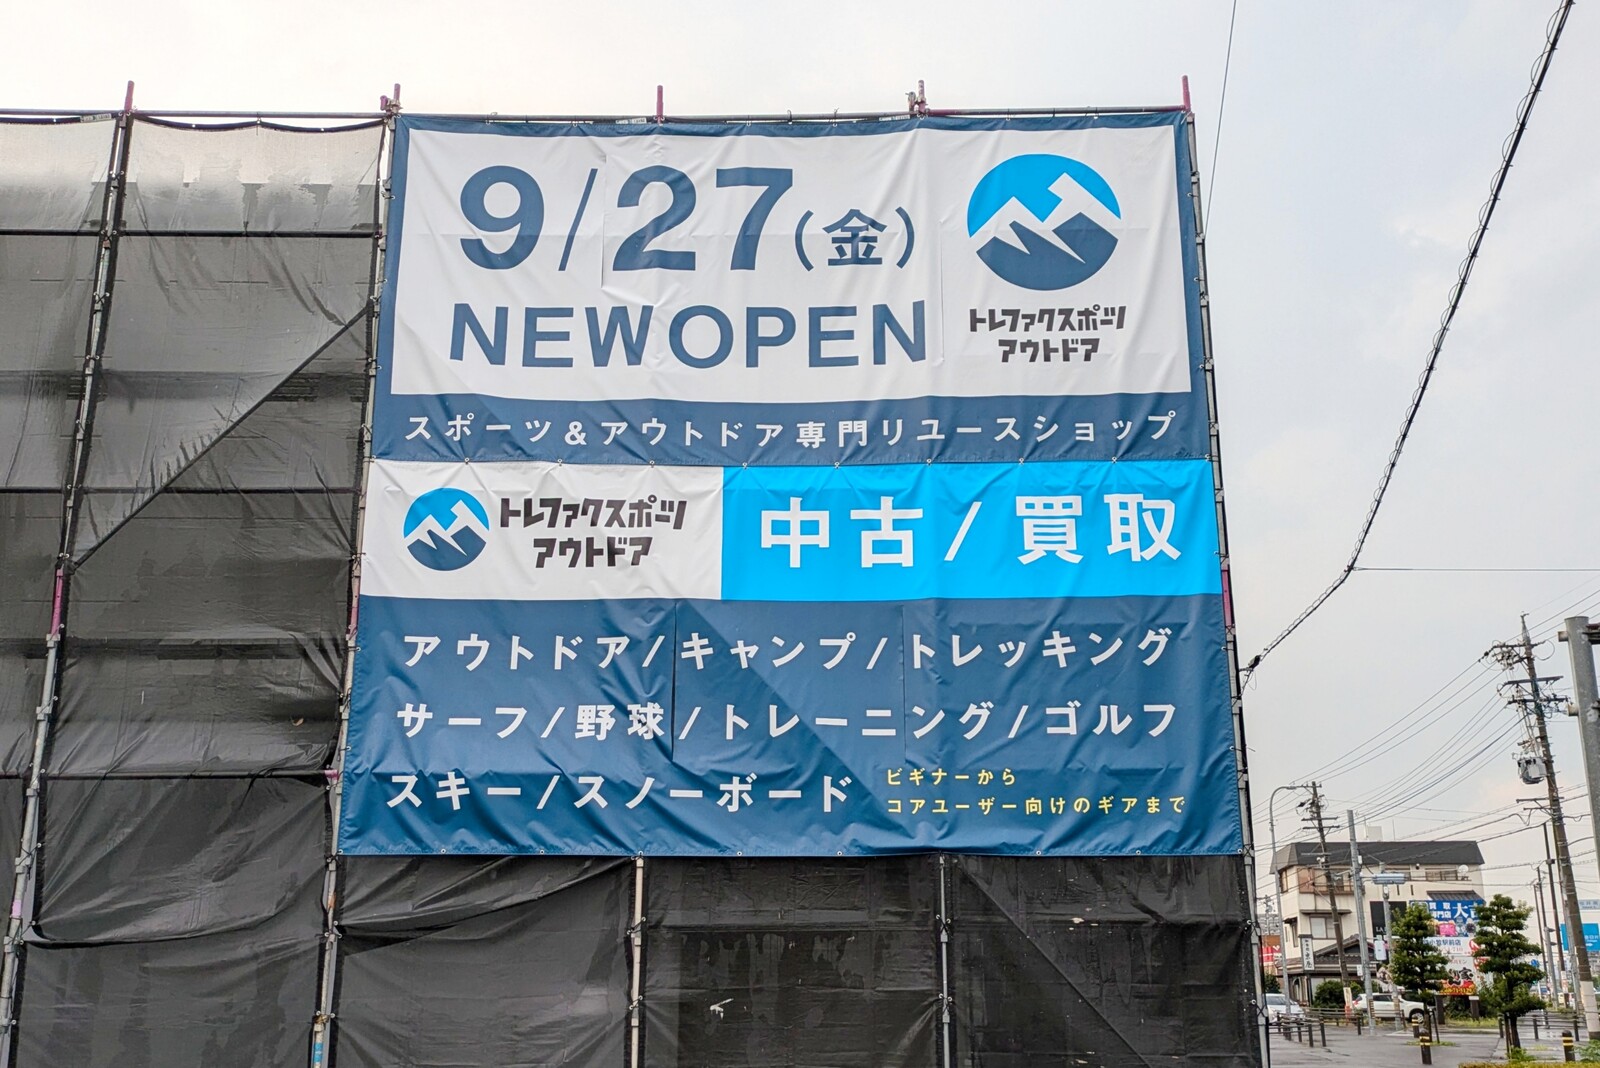 9/27(金)
NEW OPEN
トレファクスポーツ
アウトドア
スポーツ&アウトドア専門リユースショップ
トレファクスポーツ
アウトドア
中古/買取
アウトドア/キャンプ/トレッキング
サーフ/野球/トレーニング/ゴルフ
スキー/スノーボード
ビギナーから
コアユーザー向けのギアまで
買取